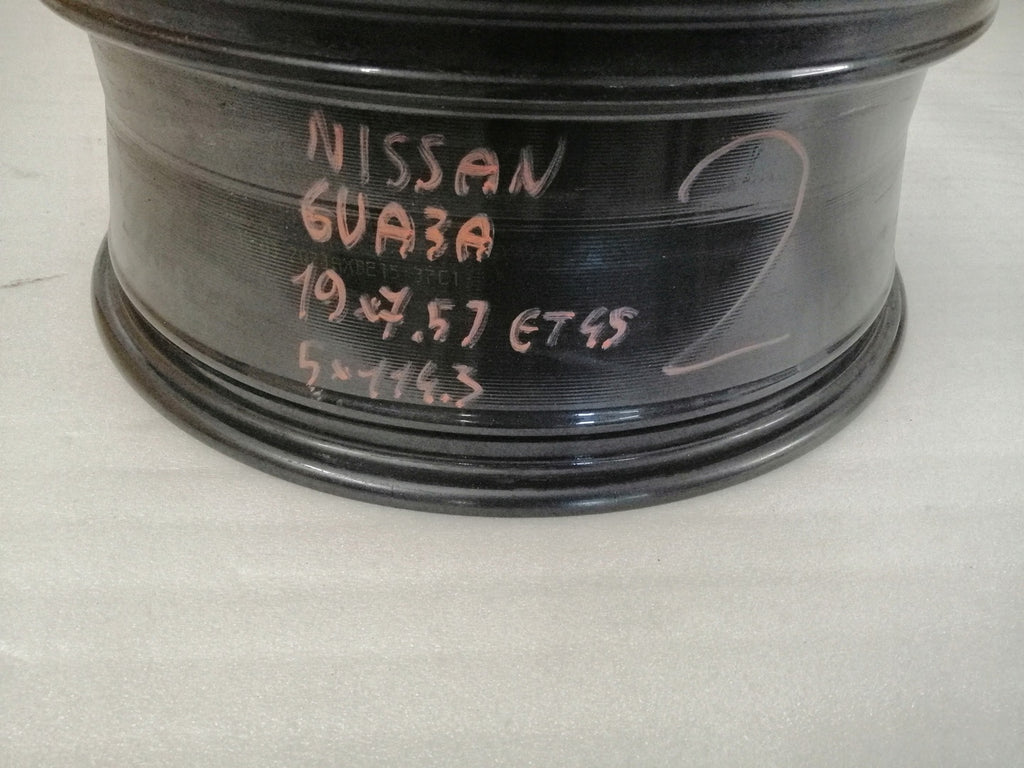 NISSAN
6UA3A
19x7.5J ET45
5x114.3
2